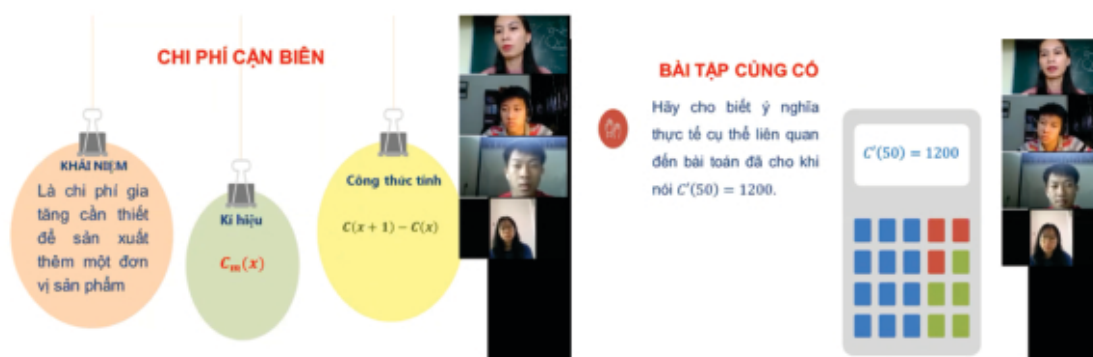 CHI PHÍ CẬN BIÊN
KHÁI NIỆM
Là chi phí gia
tăng cần thiết
để sản xuất
thêm một đơn
vị sản phẩm
Kí hiệu
C_m(x)
Công thức tính
C(x + 1) − C(x)
BÀI TẬP CỦNG CỐ
Hãy cho biết ý nghĩa
thực tế cụ thể liên quan
đến bài toán đã cho khi
nói C′(50) = 1200.
C′(50) = 1200